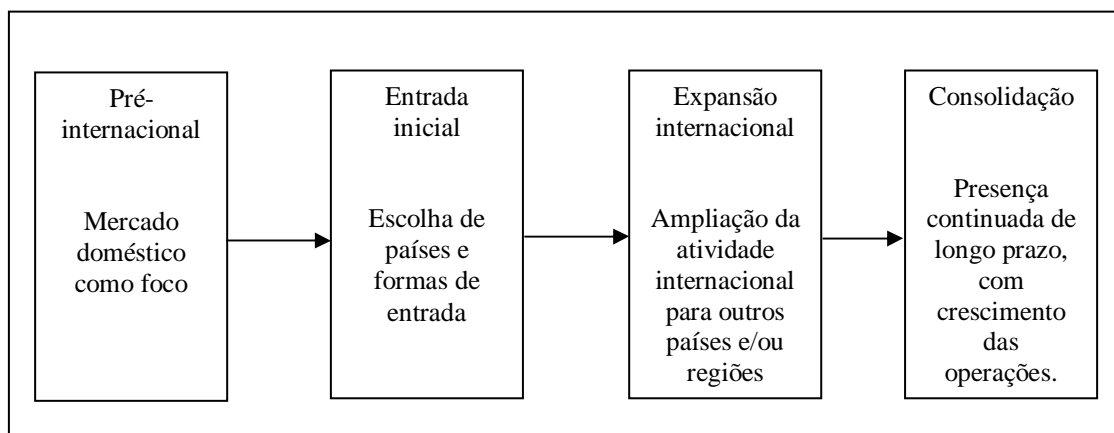 Pré-
internacional
Mercado
doméstico
como foco
Entrada
inicial
Escolha de
países e
formas de
entrada
Expansão
internacional
Ampliação da
atividade
internacional
para outros
países e/ou
regiões
Consolidação
Presença
continuada de
longo prazo,
com
crescimento
das
operações.